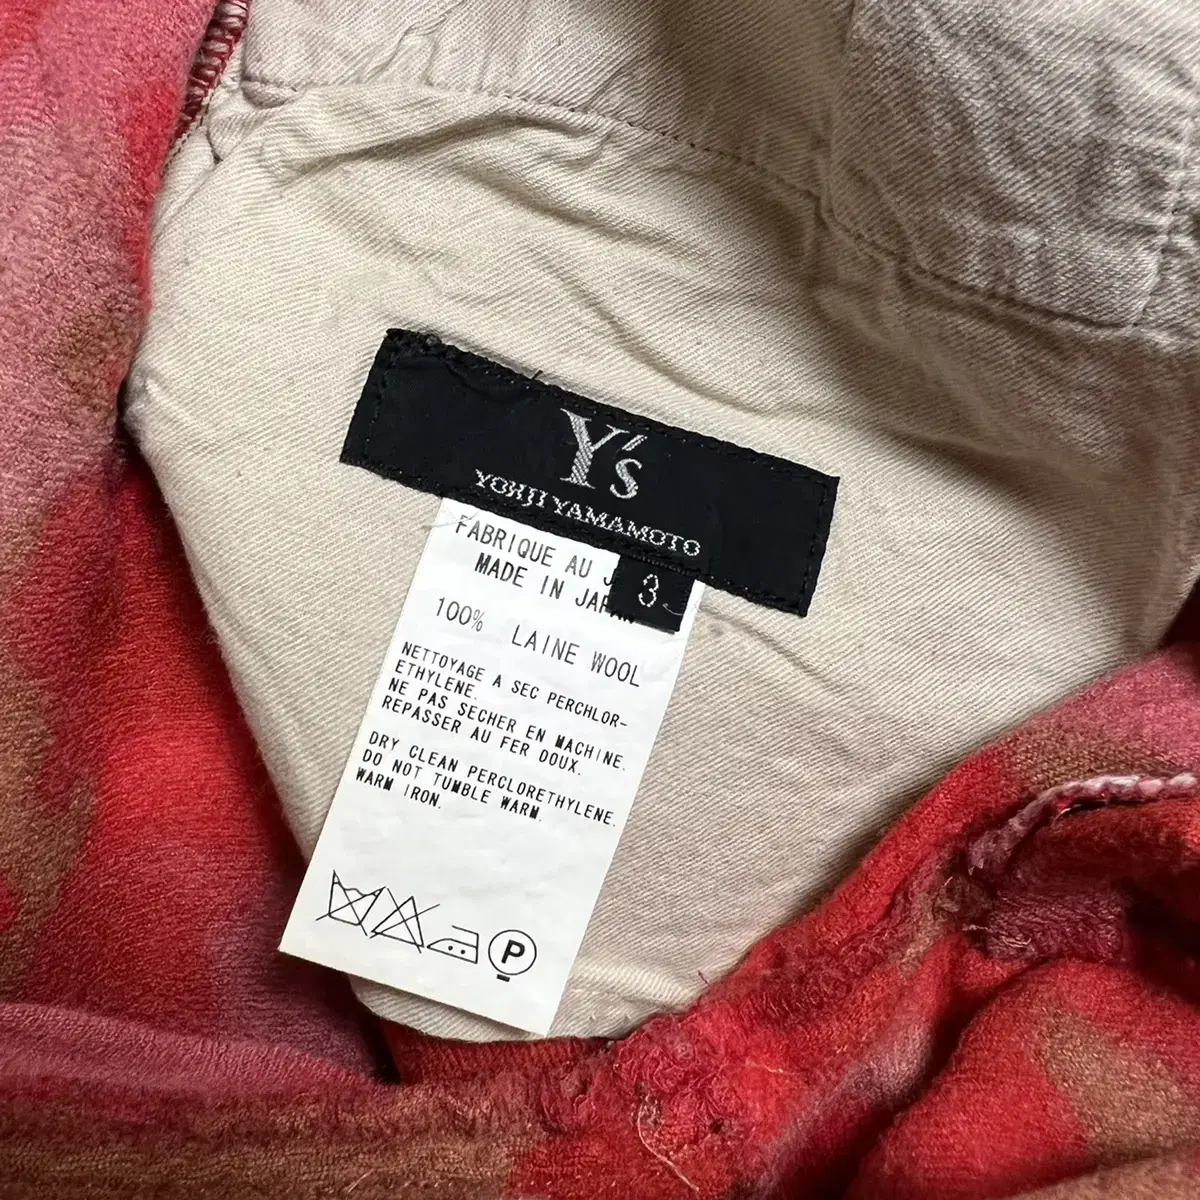 Y's
YOHJI YAMAMOTO
3
FABRIQUE AU J
MADE IN JAPAN
100% LAINE WOOL
NETTOYAGE A SEC PERCHLOR-
ETHYLENE.
NE PAS SECHER EN MACHINE.
REPASSER AU FER DOUX.
DRY CLEAN PERCLORETHYLENE.
DO NOT TUMBLE WARM.
WARM IRON.
P